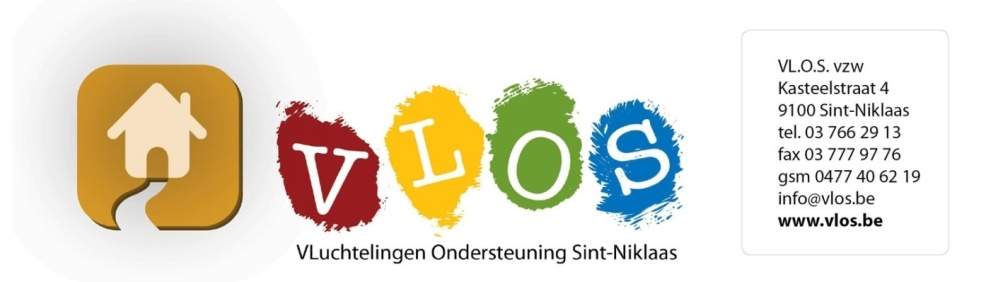 VLOS
VLuchtelingen Ondersteuning Sint-Niklaas
VL.O.S. vzw
Kasteelstraat 4
9100 Sint-Niklaas
tel. 03 766 29 13
fax 03 777 97 76
gsm 0477 40 62 19
info@vlos.be
www.vlos.be